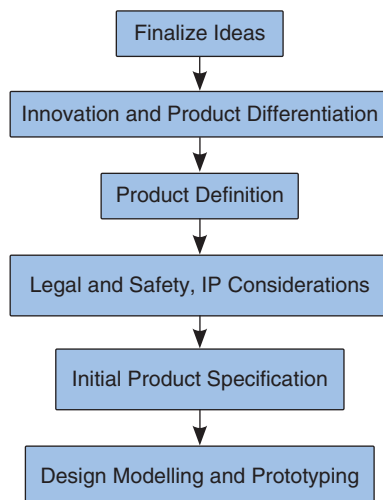 Finalize Ideas
Innovation and Product Differentiation
Product Definition
Legal and Safety, IP Considerations
Initial Product Specification
Design Modelling and Prototyping